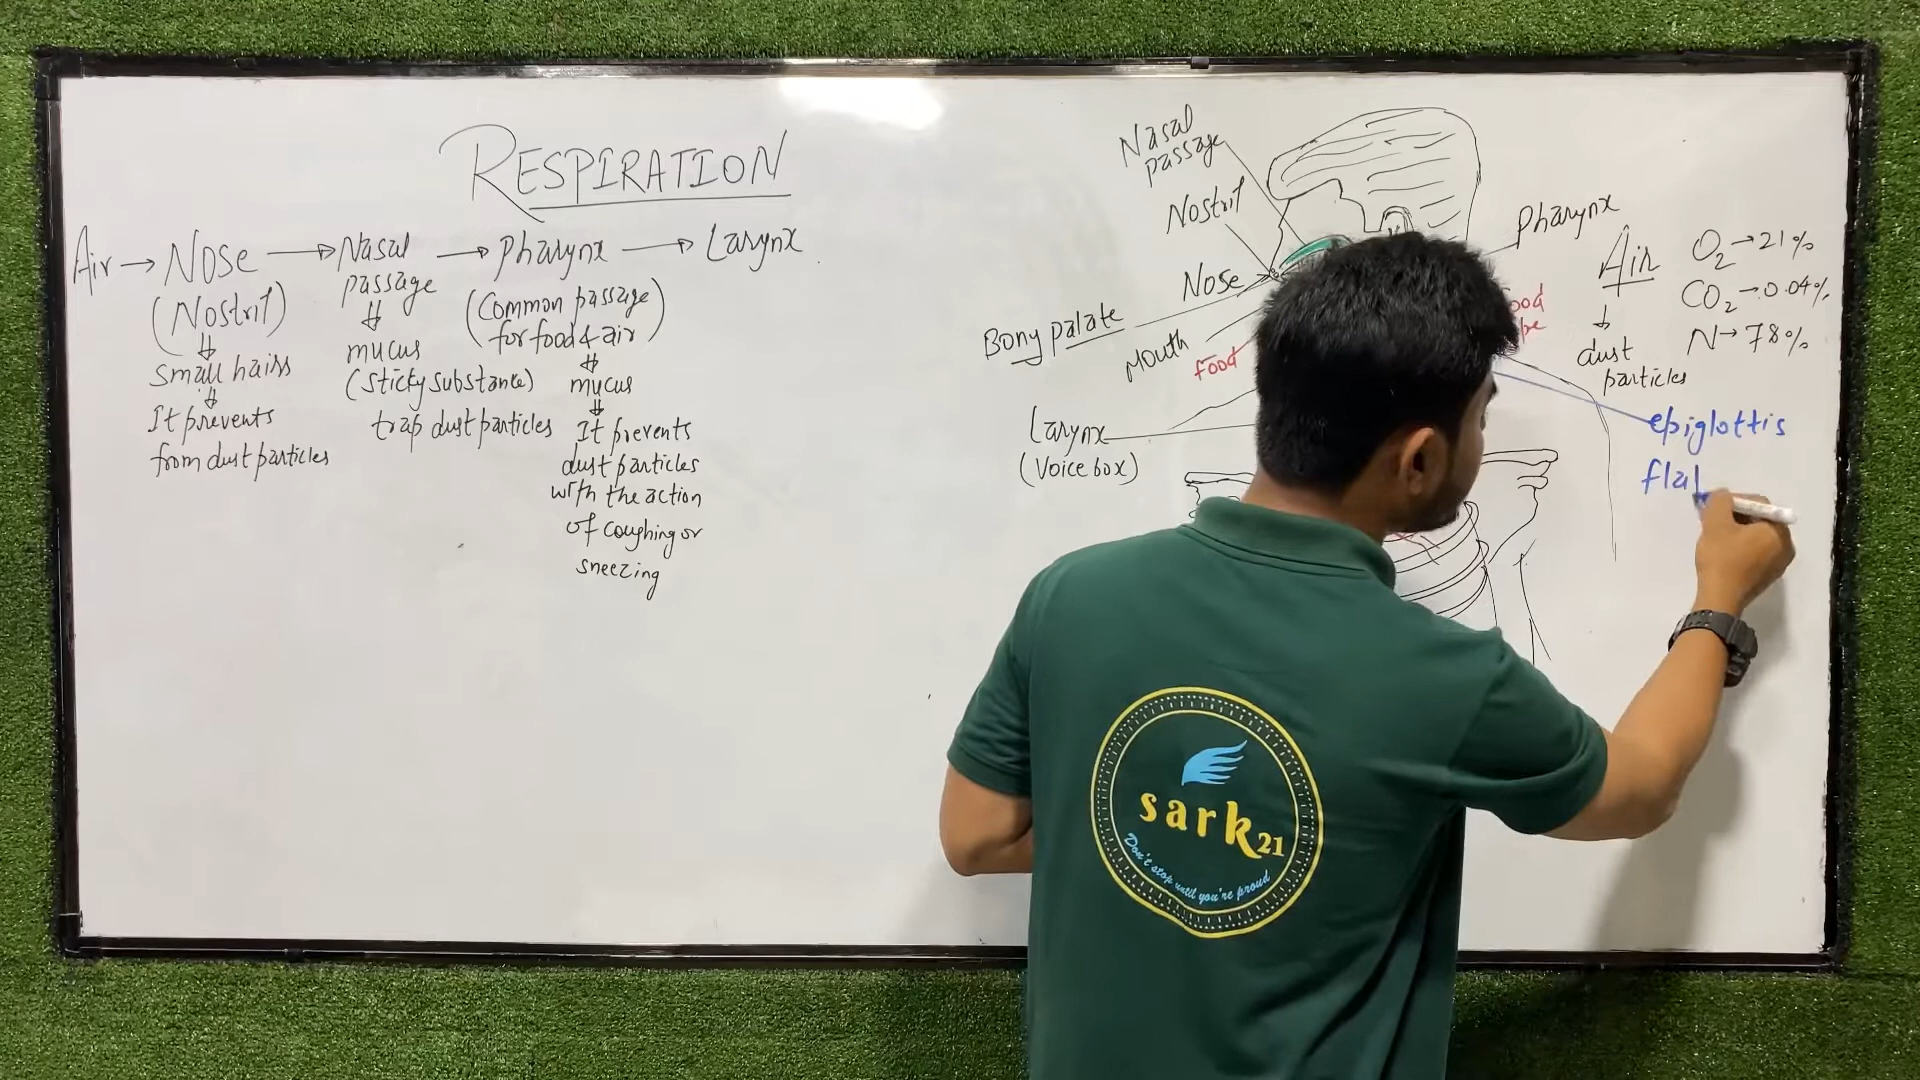 RESPIRATION
Air → Nose → Nasal → Pharynx → Larynx
(Nostril)
passage
(Common passage
for food & air)
small hairs
mucus
(sticky substance)
mucus
It prevents
from dust particles
trap dust particles
It prevents
dust particles
with the action
of coughing or
sneezing
Nasal
passage
Nostril
Nose
Bony palate
Mouth
food
Larynx
(Voice box)
Pharynx
Air
dust
particles
O2 → 21%
CO2 → 0.04%
N → 78%
epiglottis
sark21
Don't stop until you're proud